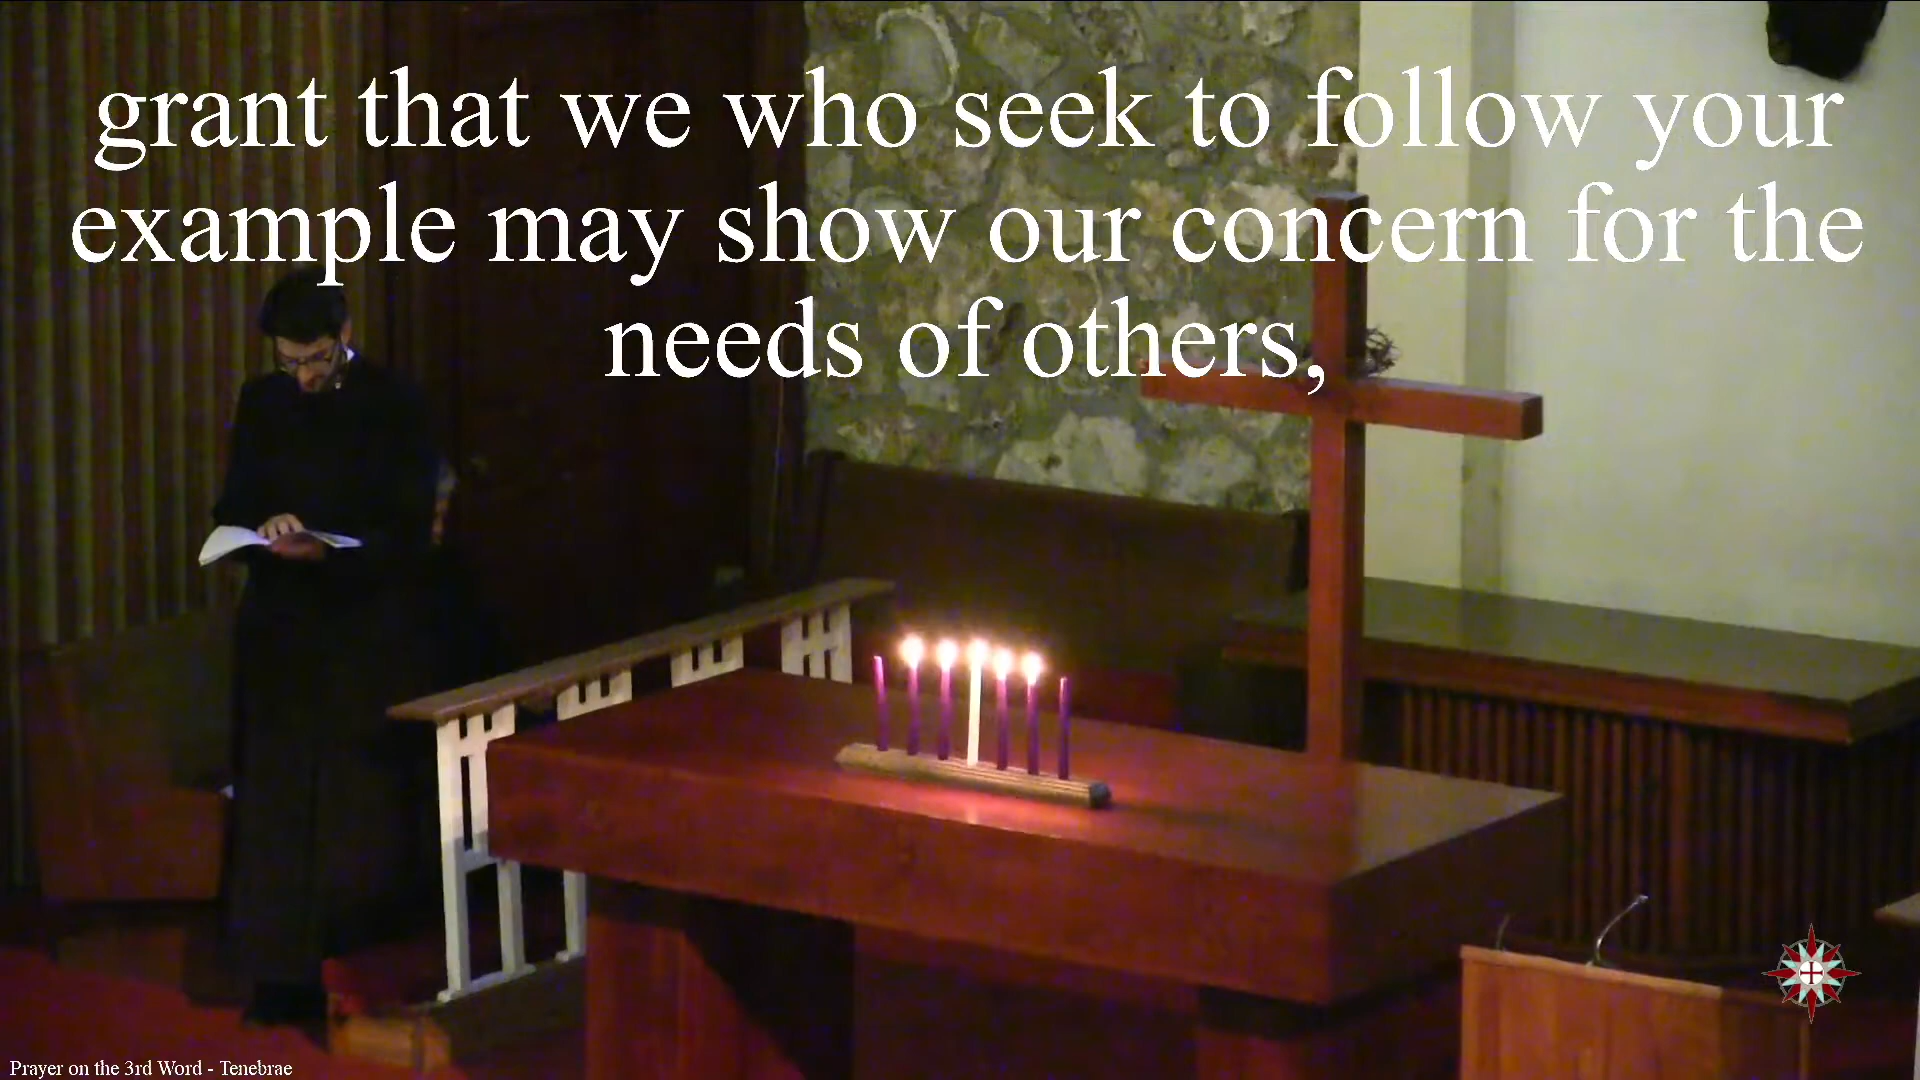 grant that we who seek to follow your
example may show our concern for the
needs of others,
Prayer on the 3rd Word - Tenebrae